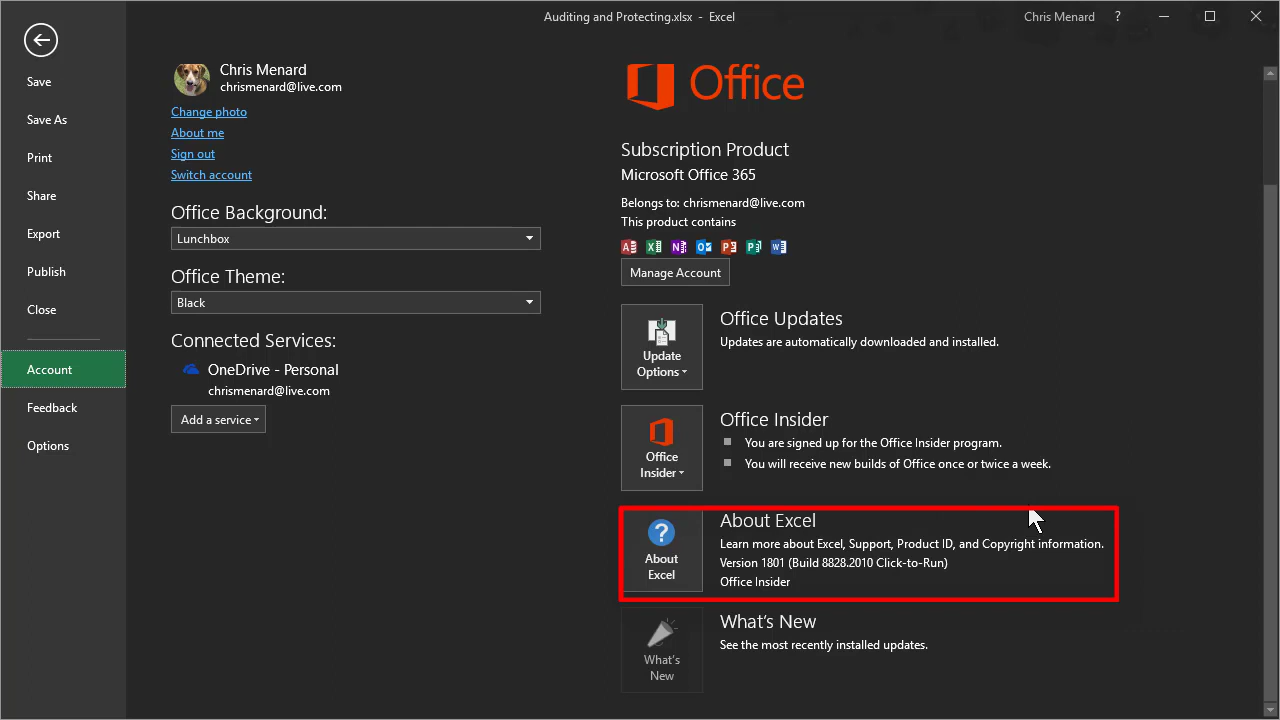 Auditing and Protecting.xlsx - Excel
Chris Menard
?
Save
Save As
Print
Share
Export
Publish
Close
Account
Feedback
Options
Chris Menard
chrismenard@live.com
Change photo
About me
Sign out
Switch account
Office Background:
Lunchbox
Office Theme:
Black
Connected Services:
OneDrive - Personal
chrismenard@live.com
Add a service
Office
Subscription Product
Microsoft Office 365
Belongs to: chrismenard@live.com
This product contains
A X N O P P W
Manage Account
Update
Options
Office Updates
Updates are automatically downloaded and installed.
Office
Insider
Office Insider
You are signed up for the Office Insider program.
You will receive new builds of Office once or twice a week.
?
About
Excel
About Excel
Learn more about Excel, Support, Product ID, and Copyright information.
Version 1801 (Build 8828.2010 Click-to-Run)
Office Insider
What's
New
What's New
See the most recently installed updates.